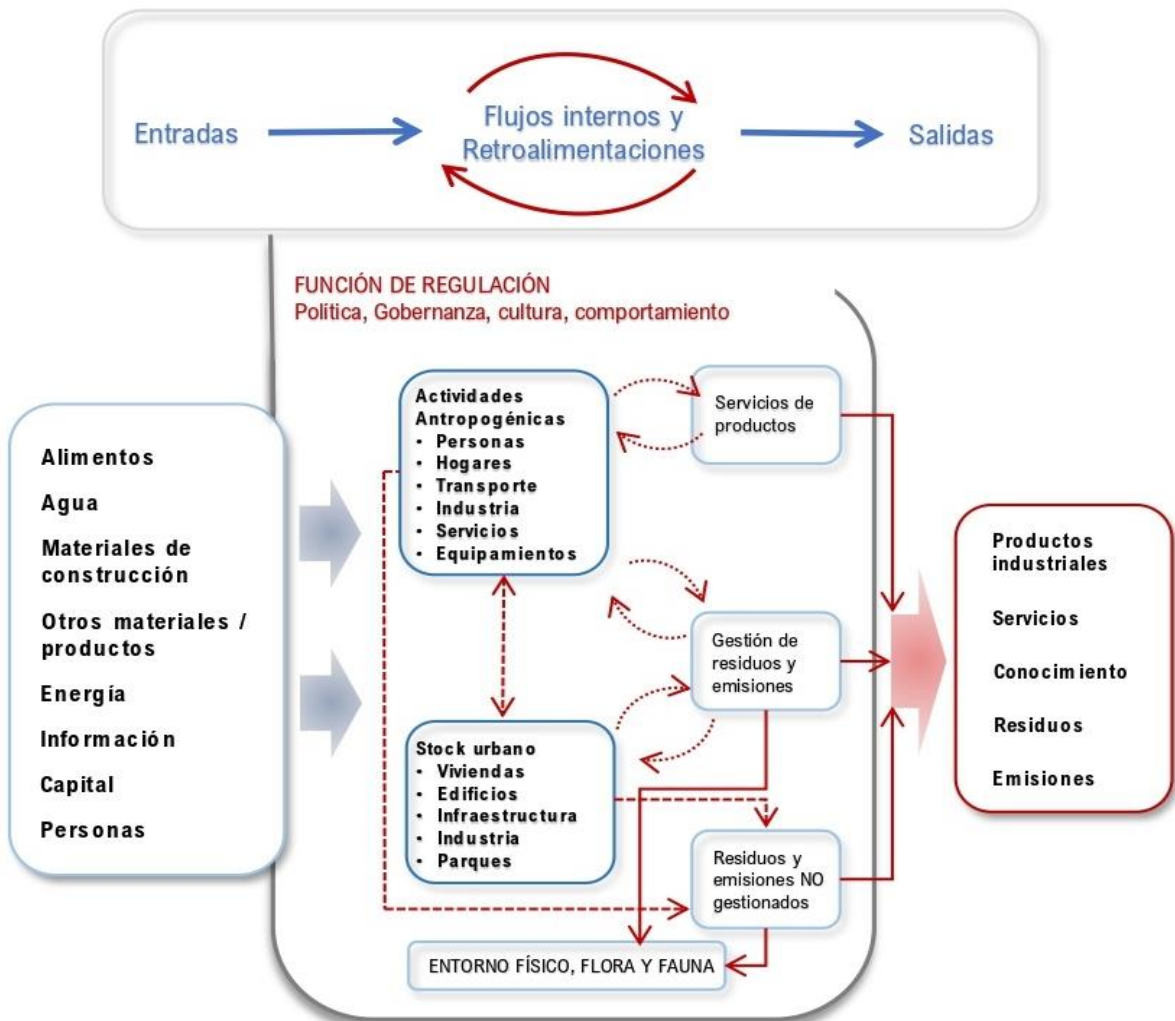 Entradas
Flujos internos y
Retroalimentaciones
Salidas
FUNCIÓN DE REGULACIÓN
Política, Gobernanza, cultura, comportamiento
Alimentos
Agua
Materiales de
construcción
Otros materiales /
productos
Energía
Información
Capital
Personas
Actividades
Antropogénicas
• Personas
• Hogares
• Transporte
• Industria
• Servicios
• Equipamientos
Stock urbano
• Viviendas
• Edificios
• Infraestructura
• Industria
• Parques
Servicios de
productos
Gestión de
residuos y
emisiones
Residuos y
emisiones NO
gestionados
ENTORNO FÍSICO, FLORA Y FAUNA
Productos
industriales
Servicios
Conocimiento
Residuos
Emisiones